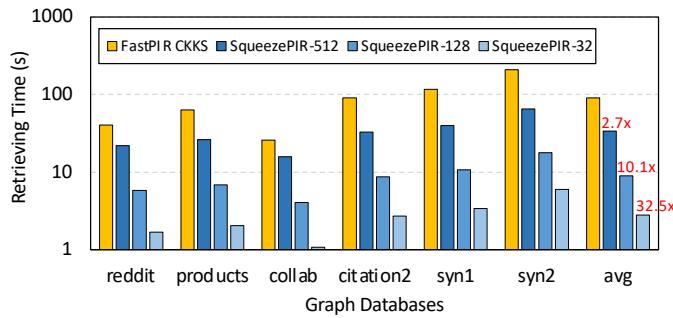 1000
FastPIR CKKS SqueezePIR-512 SqueezePIR-128 SqueezePIR-32
100
10
1
Retrieving Time (s)
2.7x
10.1x
32.5x
reddit products collab citation2 syn1 syn2 avg
Graph Databases